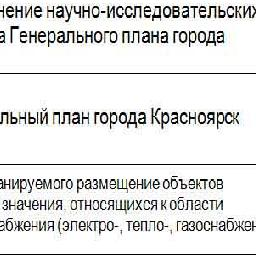 нение научно-исследовательских
а Генерального плана города
льный план города Красноярск
анируемого размещение объектов
значения, относящихся к области
абжения (электро-, тепло-, газоснабжен